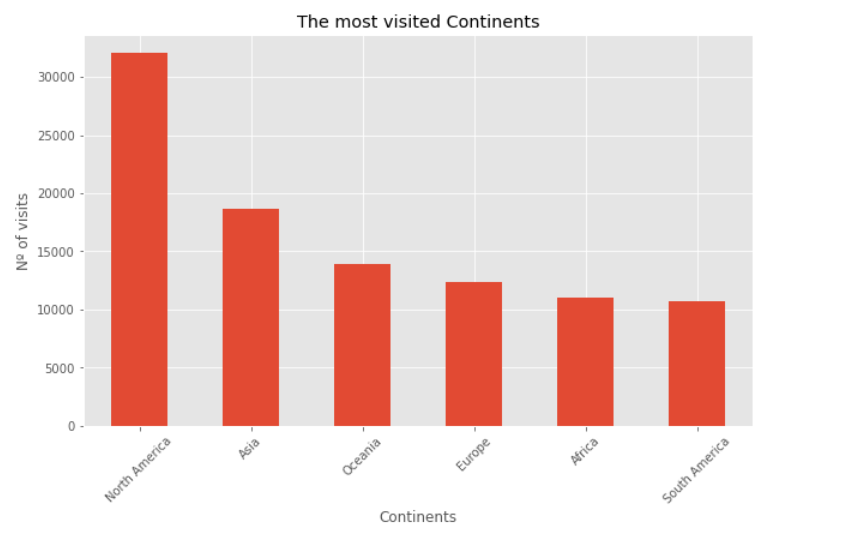 The most visited Continents
Nº of visits
30000
25000
20000
15000
10000
5000
0
North America
Asia
Oceania
Europe
Africa
South America
Continents